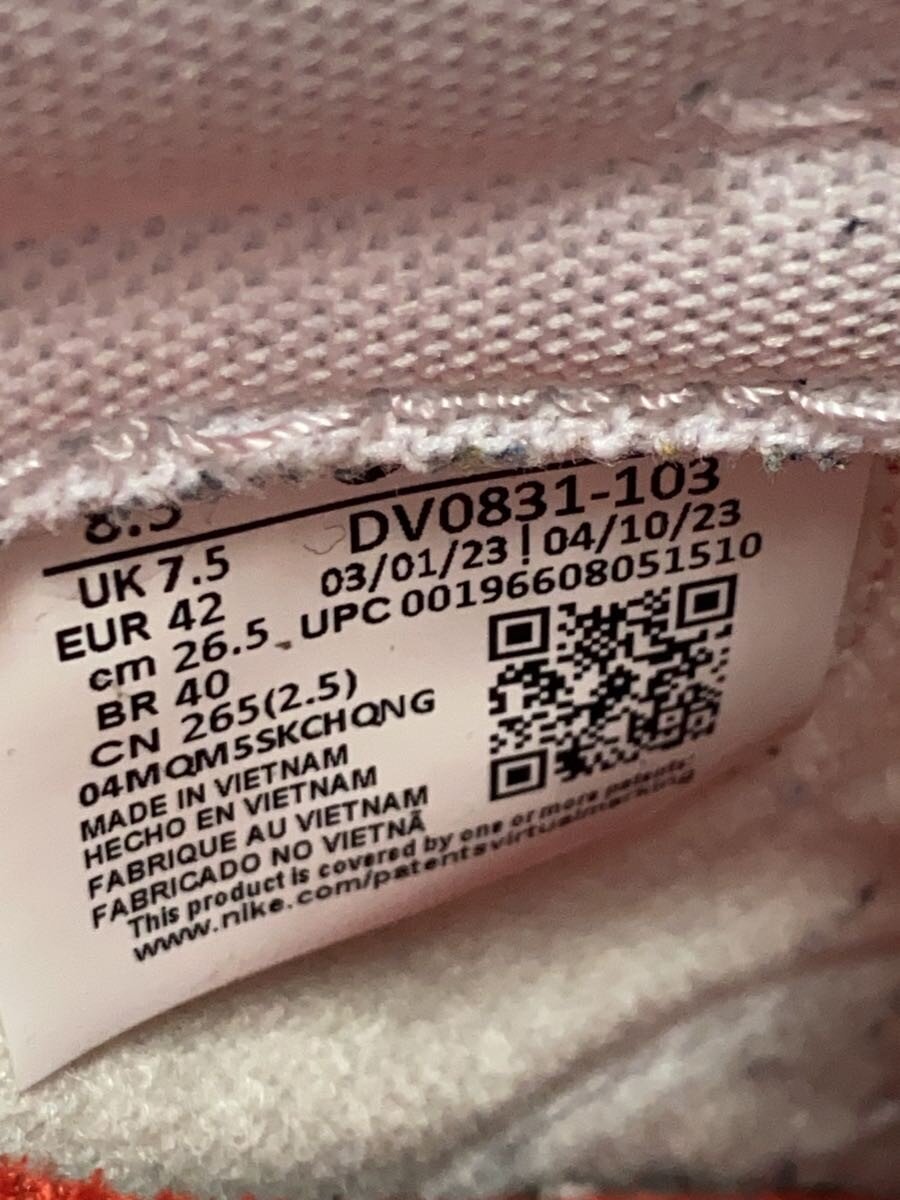 8.5
DV0831-103
UK 7.5
03/01/23 | 04/10/23
EUR 42
UPC 00196608051510
cm 26.5
BR 40
CN 265(2.5)
04MQM5SKCHQNG
MADE IN VIETNAM
HECHO EN VIETNAM
FABRIQUE AU VIETNAM
FABRICADO NO VIETNÃ
This product is covered by one or more patents:
www.nike.com/patentsvirtualmarking